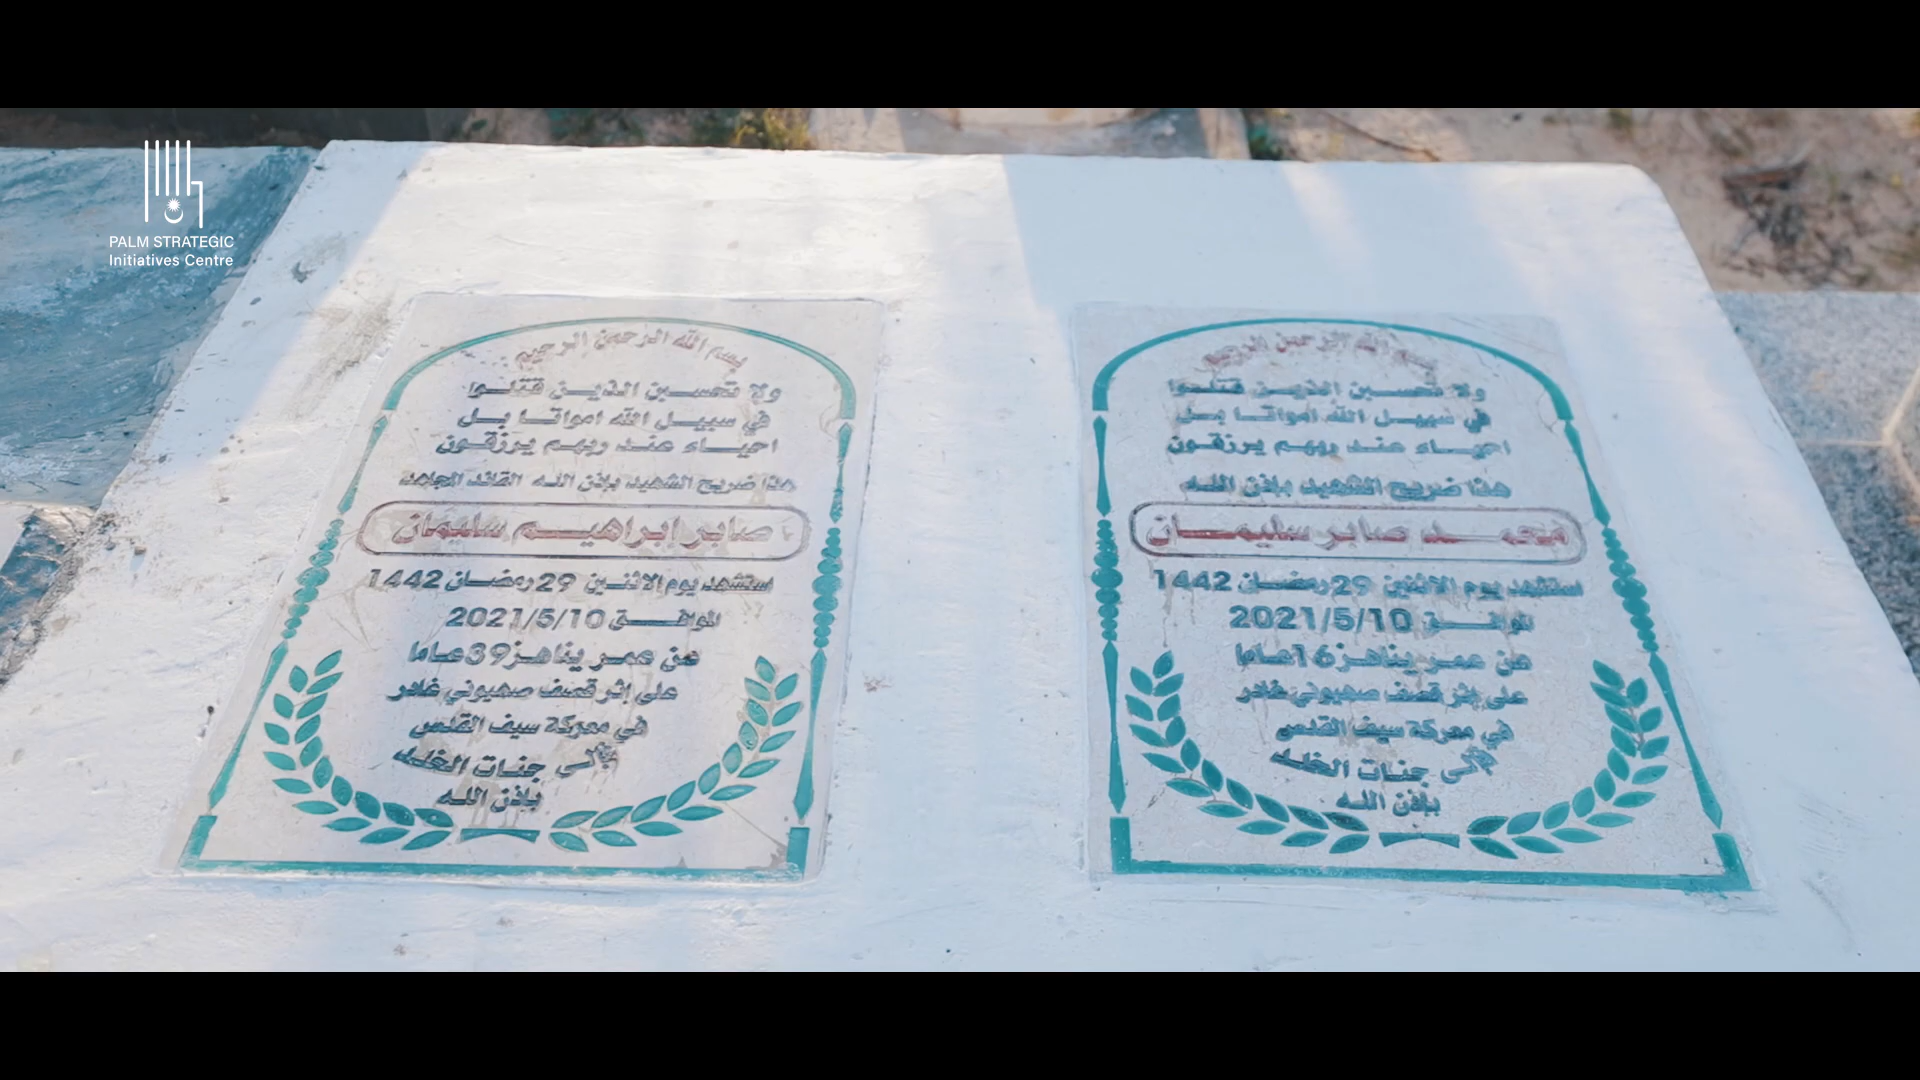 PALM STRATEGIC
Initiatives Centre
بسم الله الرحمن الرحيم
ولا تحسبن الذين قتلوا
في سبيل الله امواتا بل
احياء عند ربهم يرزقون
هذا ضريح الشهيد بإذن الله القائد المجاهد
صابر إبراهيم سليمان
استشهد يوم الاثنين 29 رمضان 1442
الموافق 2021/5/10
عن عمر يناهز 39 عاما
على إثر قصف صهيوني غادر
في معركة سيف القدس
إلى جنات الخلد
بإذن الله
بسم الله الرحمن الرحيم
ولا تحسبن الذين قتلوا
في سبيل الله امواتا بل
احياء عند ربهم يرزقون
هذا ضريح الشهيد بإذن الله
محمد صابر سليمان
استشهد يوم الاثنين 29 رمضان 1442
الموافق 2021/5/10
عن عمر يناهز 16 عاما
على إثر قصف صهيوني غادر
في معركة سيف القدس
إلى جنات الخلد
بإذن الله